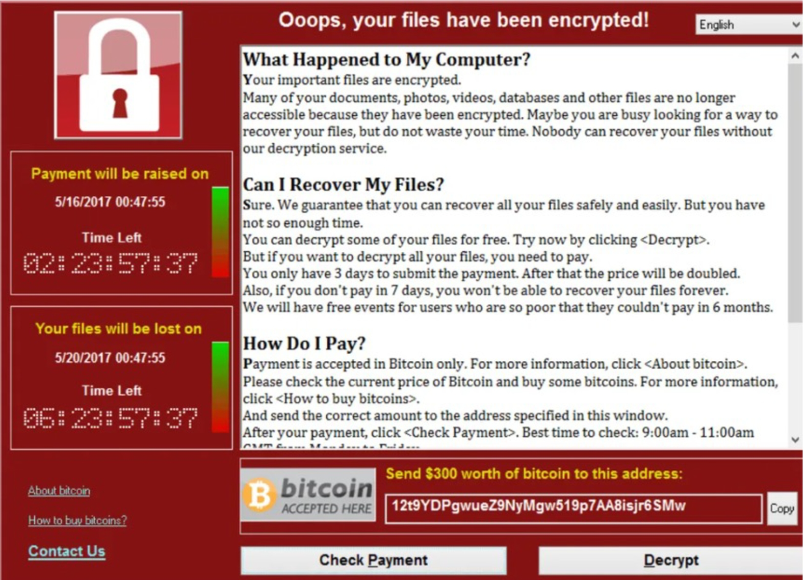 Ooops, your files have been encrypted!
English
What Happened to My Computer?
Your important files are encrypted.
Many of your documents, photos, videos, databases and other files are no longer
accessible because they have been encrypted. Maybe you are busy looking for a way to
recover your files, but do not waste your time. Nobody can recover your files without
our decryption service.
Can I Recover My Files?
Sure. We guarantee that you can recover all your files safely and easily. But you have
not so enough time.
You can decrypt some of your files for free. Try now by clicking <Decrypt>.
But if you want to decrypt all your files, you need to pay.
You only have 3 days to submit the payment. After that the price will be doubled.
Also, if you don't pay in 7 days, you won't be able to recover your files forever.
We will have free events for users who are so poor that they couldn't pay in 6 months.
How Do I Pay?
Payment is accepted in Bitcoin only. For more information, click <About bitcoin>.
Please check the current price of Bitcoin and buy some bitcoins. For more information,
click <How to buy bitcoins>.
And send the correct amount to the address specified in this window.
After your payment, click <Check Payment>. Best time to check: 9:00am - 11:00am
GMT from Monday to Friday
Payment will be raised on
5/16/2017 00:47:55
Time Left
02:23:57:37
Your files will be lost on
5/20/2017 00:47:55
Time Left
06:23:57:37
About bitcoin
How to buy bitcoins?
Contact Us
bitcoin
ACCEPTED HERE
Send $300 worth of bitcoin to this address:
12t9YDPgwueZ9NyMgw519p7AA8isjr6SMw
Copy
Check Payment
Decrypt